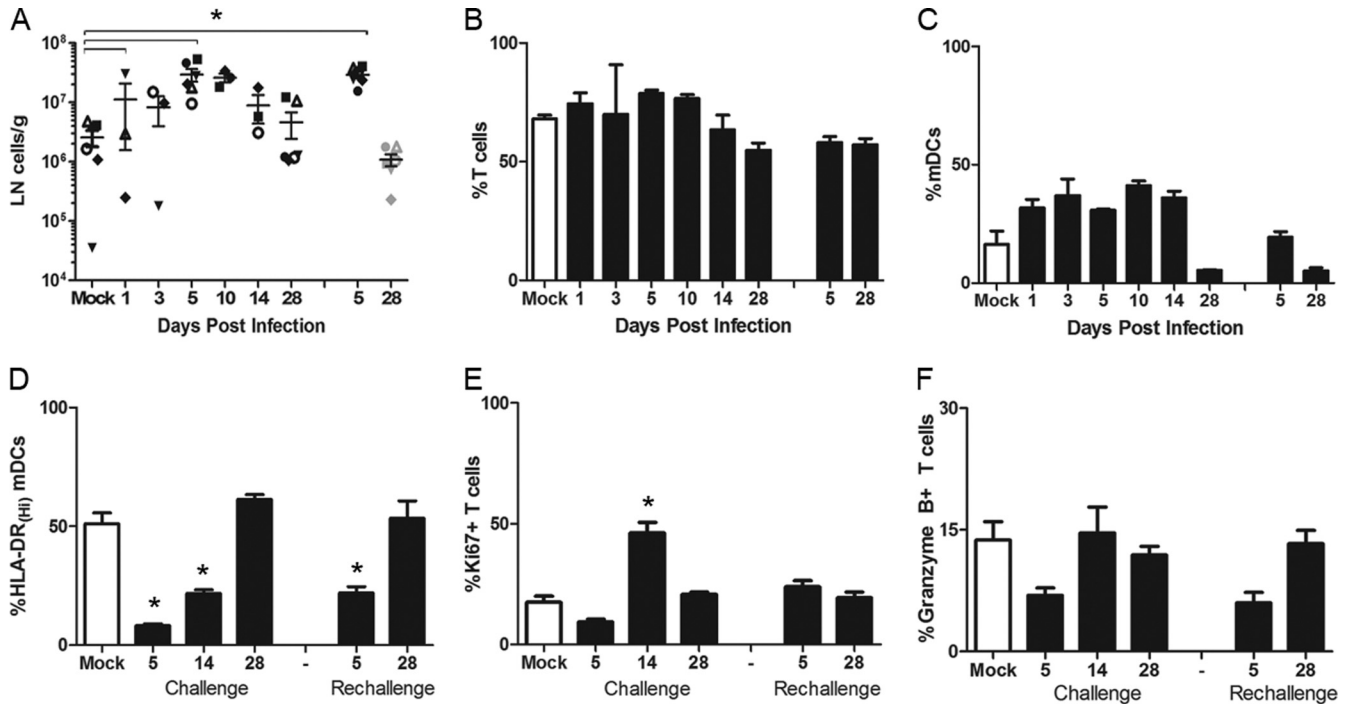 A
*
LN cells/g
10^8
10^7
10^6
10^5
10^4
Mock 1 3 5 10 14 28 5 28
Days Post Infection
B
%T cells
100
50
0
Mock 1 3 5 10 14 28 5 28
Days Post Infection
C
%mDCs
100
50
0
Mock 1 3 5 10 14 28 5 28
Days Post Infection
D
%HLA-DR(Hi) mDCs
100
50
0
* * *
Mock 5 14 28 - 5 28
Challenge Rechallenge
E
%Ki67+ T cells
100
50
0
*
Mock 5 14 28 - 5 28
Challenge Rechallenge
F
%Granzyme B+ T cells
30
15
0
Mock 5 14 28 - 5 28
Challenge Rechallenge